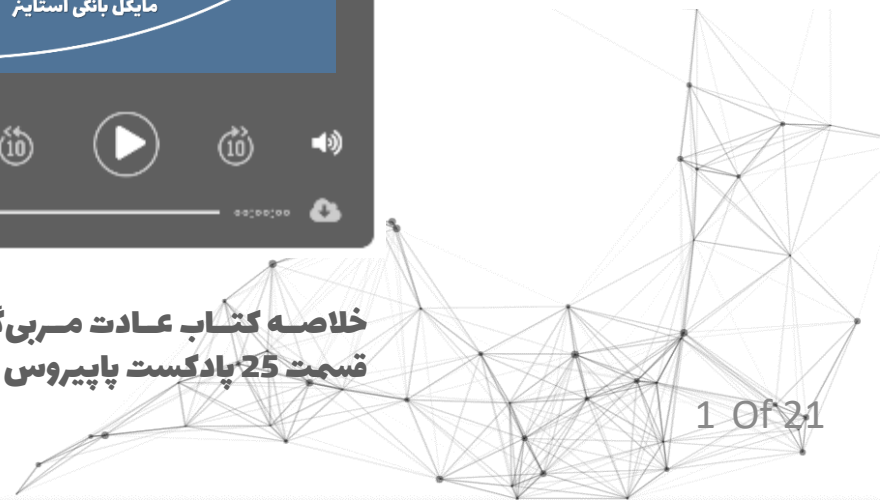 مایکل بانگی استاینر
10
10
00:00:00
خلاصه کتاب عادت مربی‌گ
قسمت 25 پادکست پاپیروس
1 Of 21